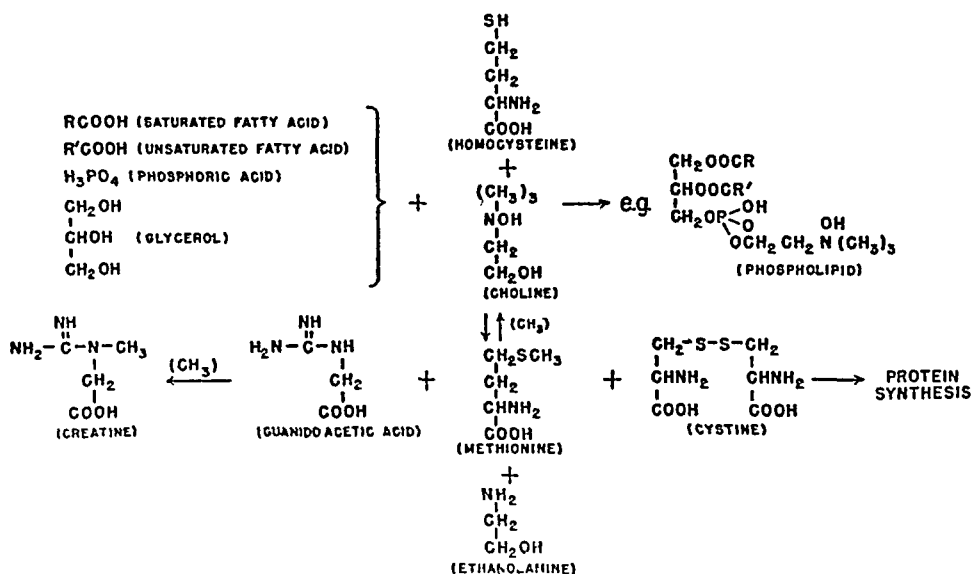 SH
CH₂
CH₂
CHNH₂
COOH
(HOMOCYSTEINE)
+
RCOOH (SATURATED FATTY ACID)
R'COOH (UNSATURATED FATTY ACID)
H₃PO₄ (PHOSPHORIC ACID)
CH₂OH
CHOH (GLYCEROL)
CH₂OH
+
(CH₃)₃
NOH
CH₂
CH₂OH
(CHOLINE)
→ e.g
CH₂OOCR
CHOOCR'
CH₂OP OH
O
OCH₂CH₂N(CH₃)₃
OH
(PHOSPHOLIPID)
(CH₃)
NH
NH₂-C-N-CH₃
CH₂
COOH
(CREATINE)
(CH₃)
←
NH
H₂N-C-NH
CH₂
COOH
(GUANIDOACETIC ACID)
+
CH₂SCH₃
CH₂
CHNH₂
COOH
(METHIONINE)
+
CH₂-S-S-CH₂
CHNH₂ CHNH₂
COOH COOH
(CYSTINE)
→ PROTEIN
SYNTHESIS
+
NH₂
CH₂
CH₂OH
(ETHANOLAMINE)